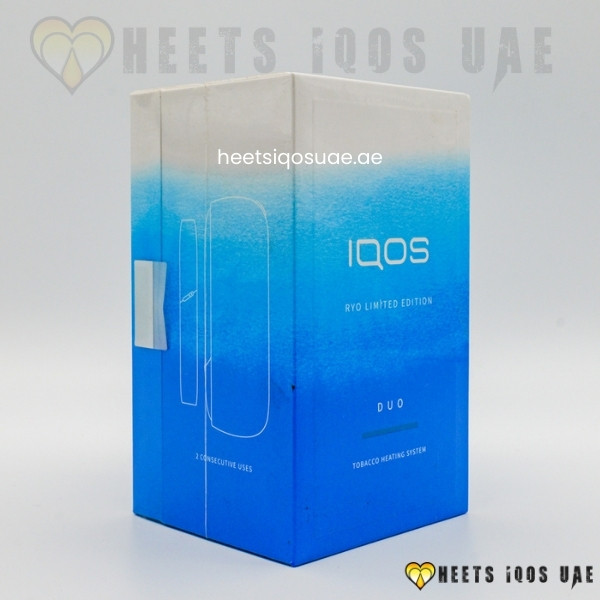 HEETS iQOS UAE
heetsiqosuae.ae
IQOS
RYO LIMITED EDITION
DUO
2 CONSECUTIVE USES
TOBACCO HEATING SYSTEM
HEETS iQOS UAE